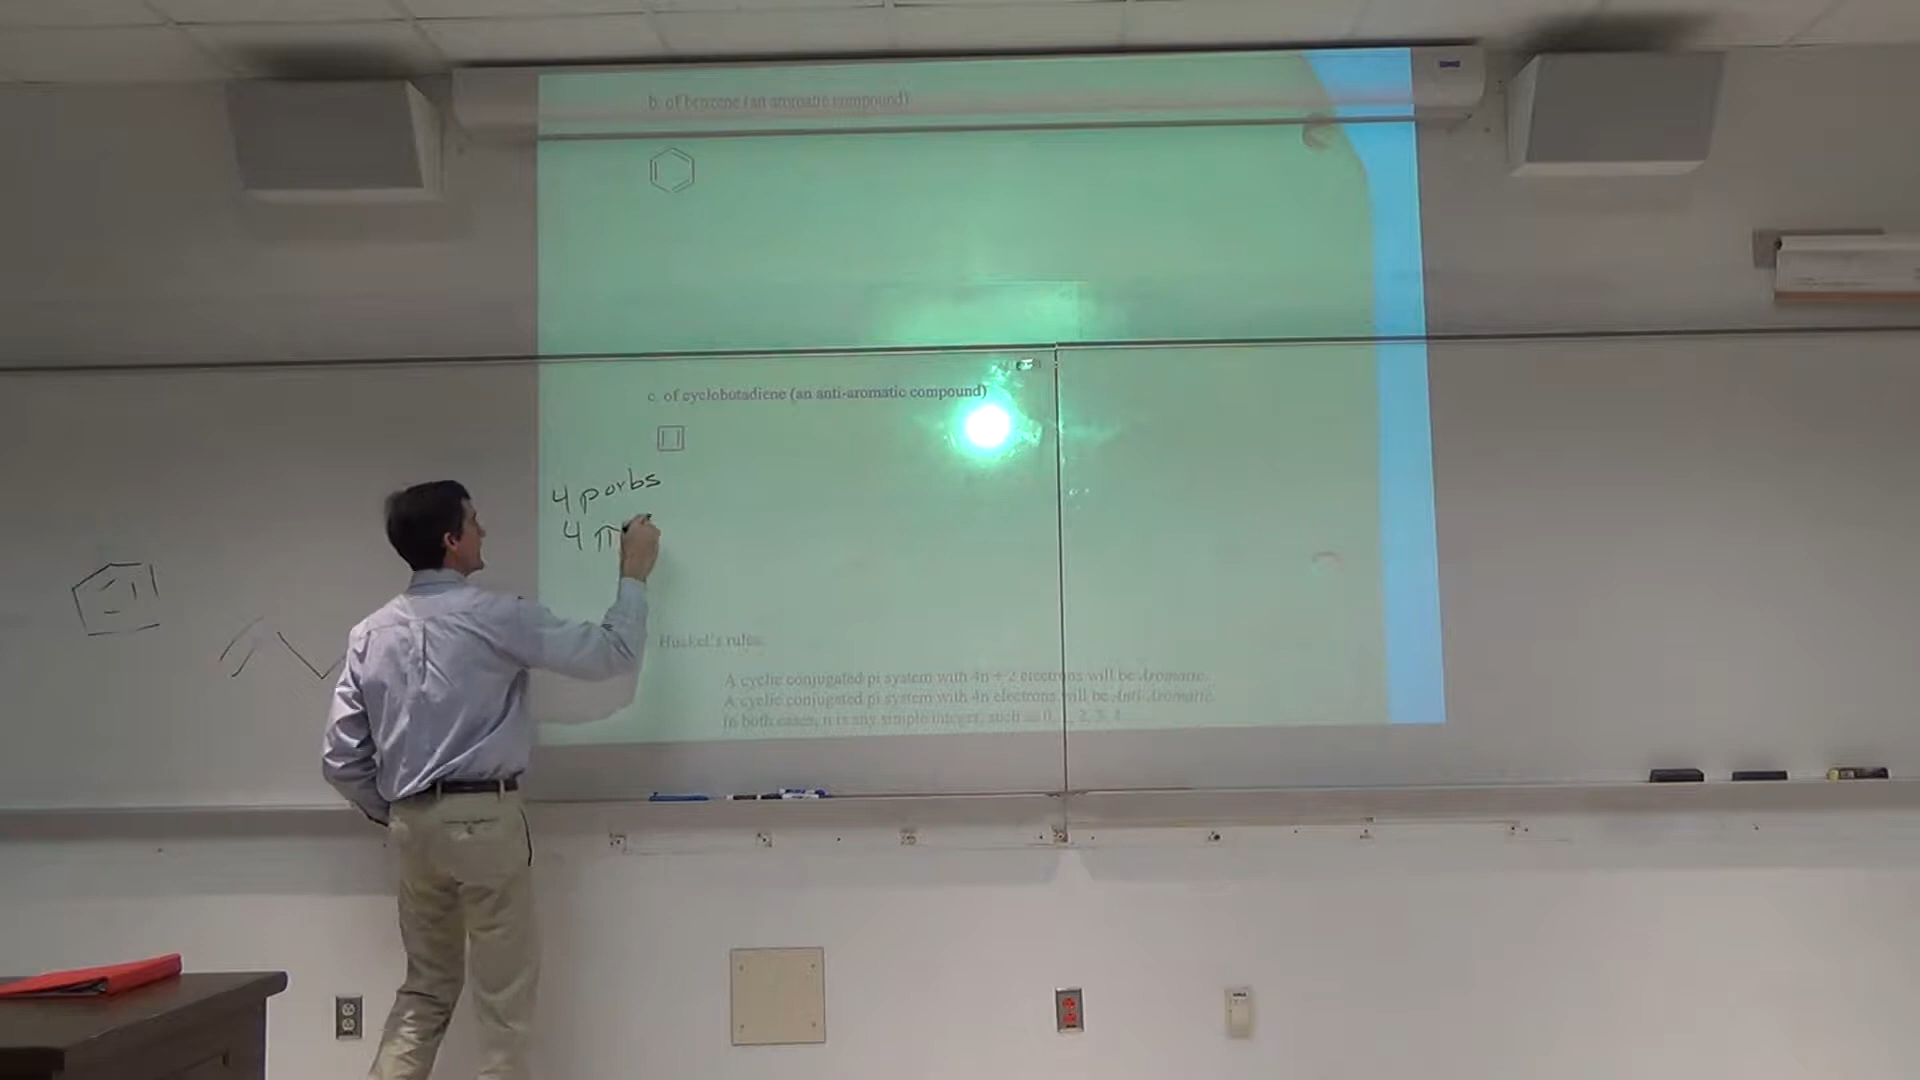 b. of benzene (an aromatic compound)
c. of cyclobutadiene (an anti-aromatic compound)
4 p orbs
4 π
Huckel's rules:
A cyclic conjugated pi system with 4n + 2 electrons will be Aromatic.
A cyclic conjugated pi system with 4n electrons will be Anti-Aromatic.
In both cases, n is any simple integer, such as 0, 1, 2, 3, 4